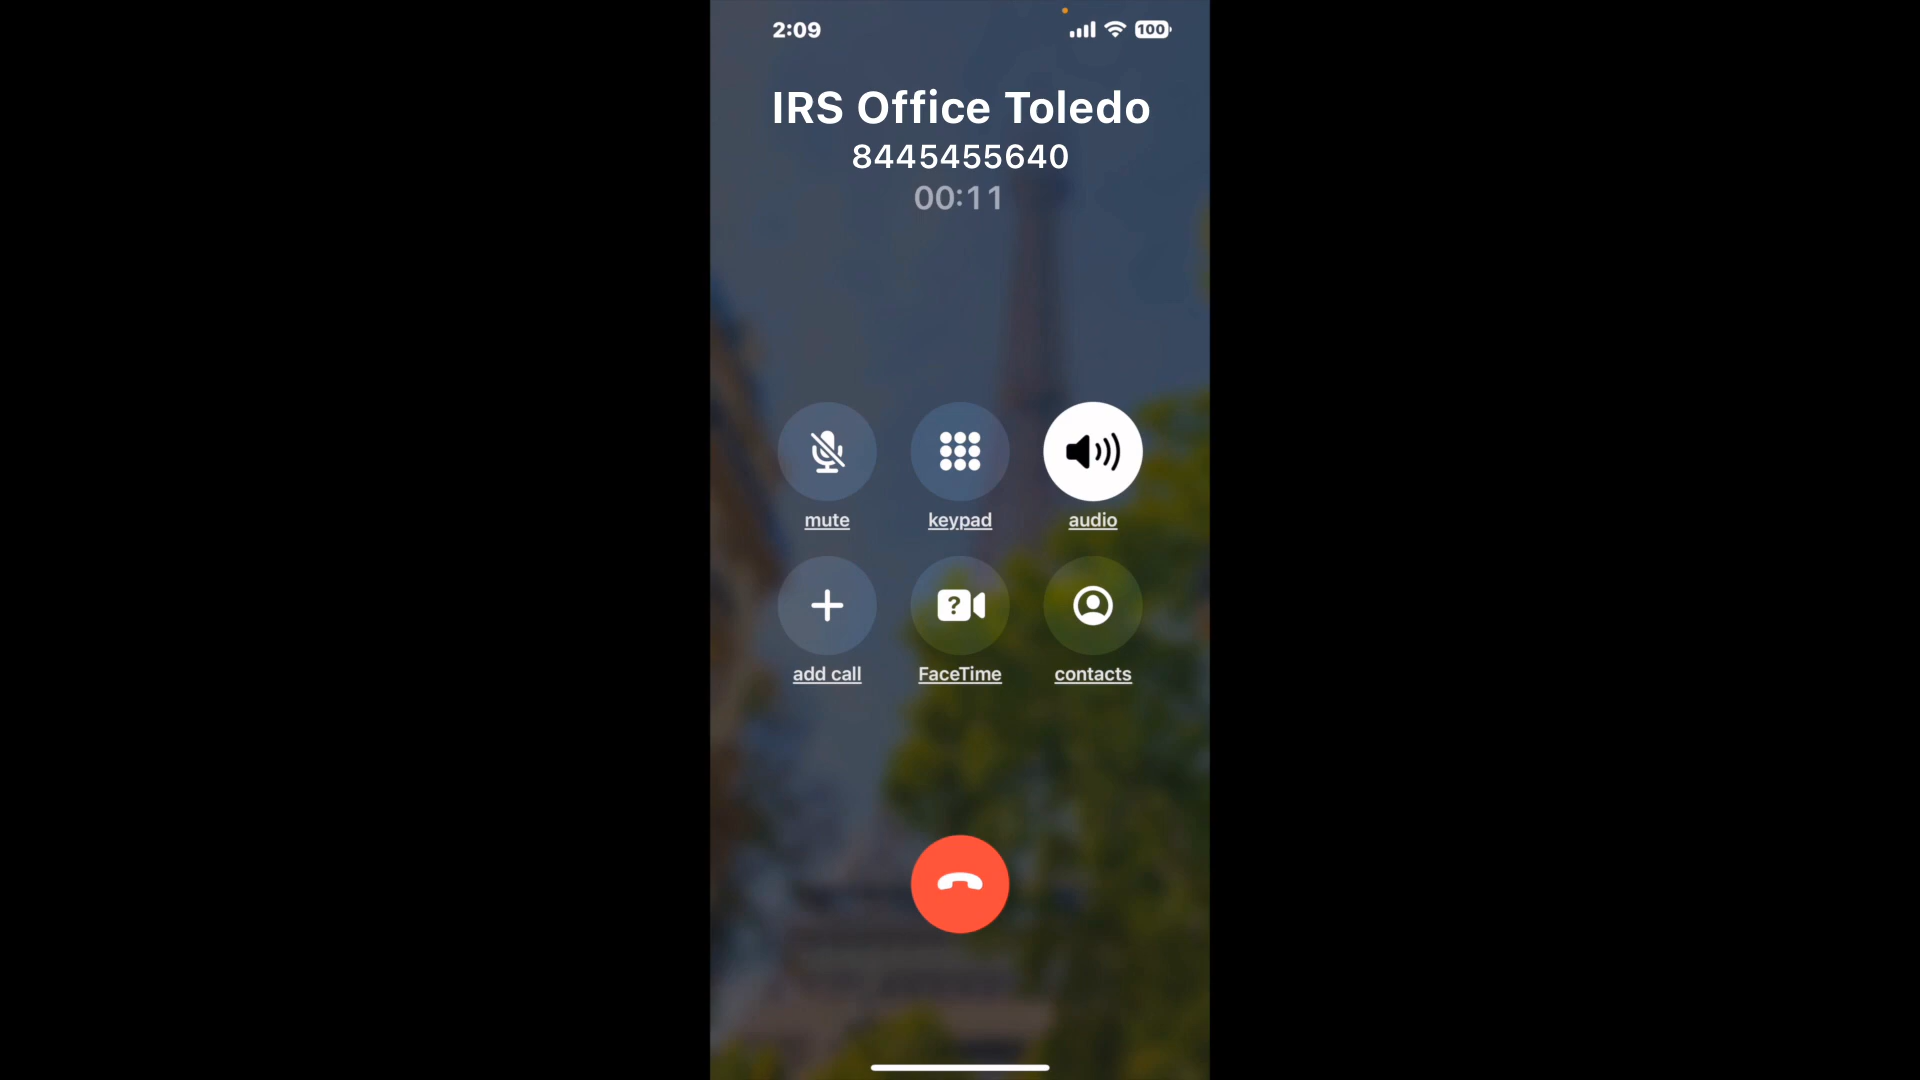 2:09
100
IRS Office Toledo
8445455640
00:11
mute
keypad
audio
?
add call
FaceTime
contacts